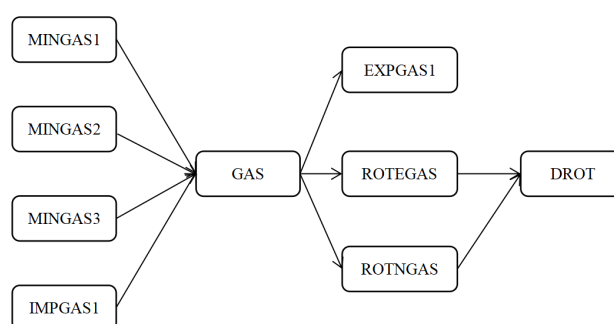 MINGAS1
MINGAS2
MINGAS3
IMPGAS1
GAS
EXPGAS1
ROTEGAS
ROTNGAS
DROT